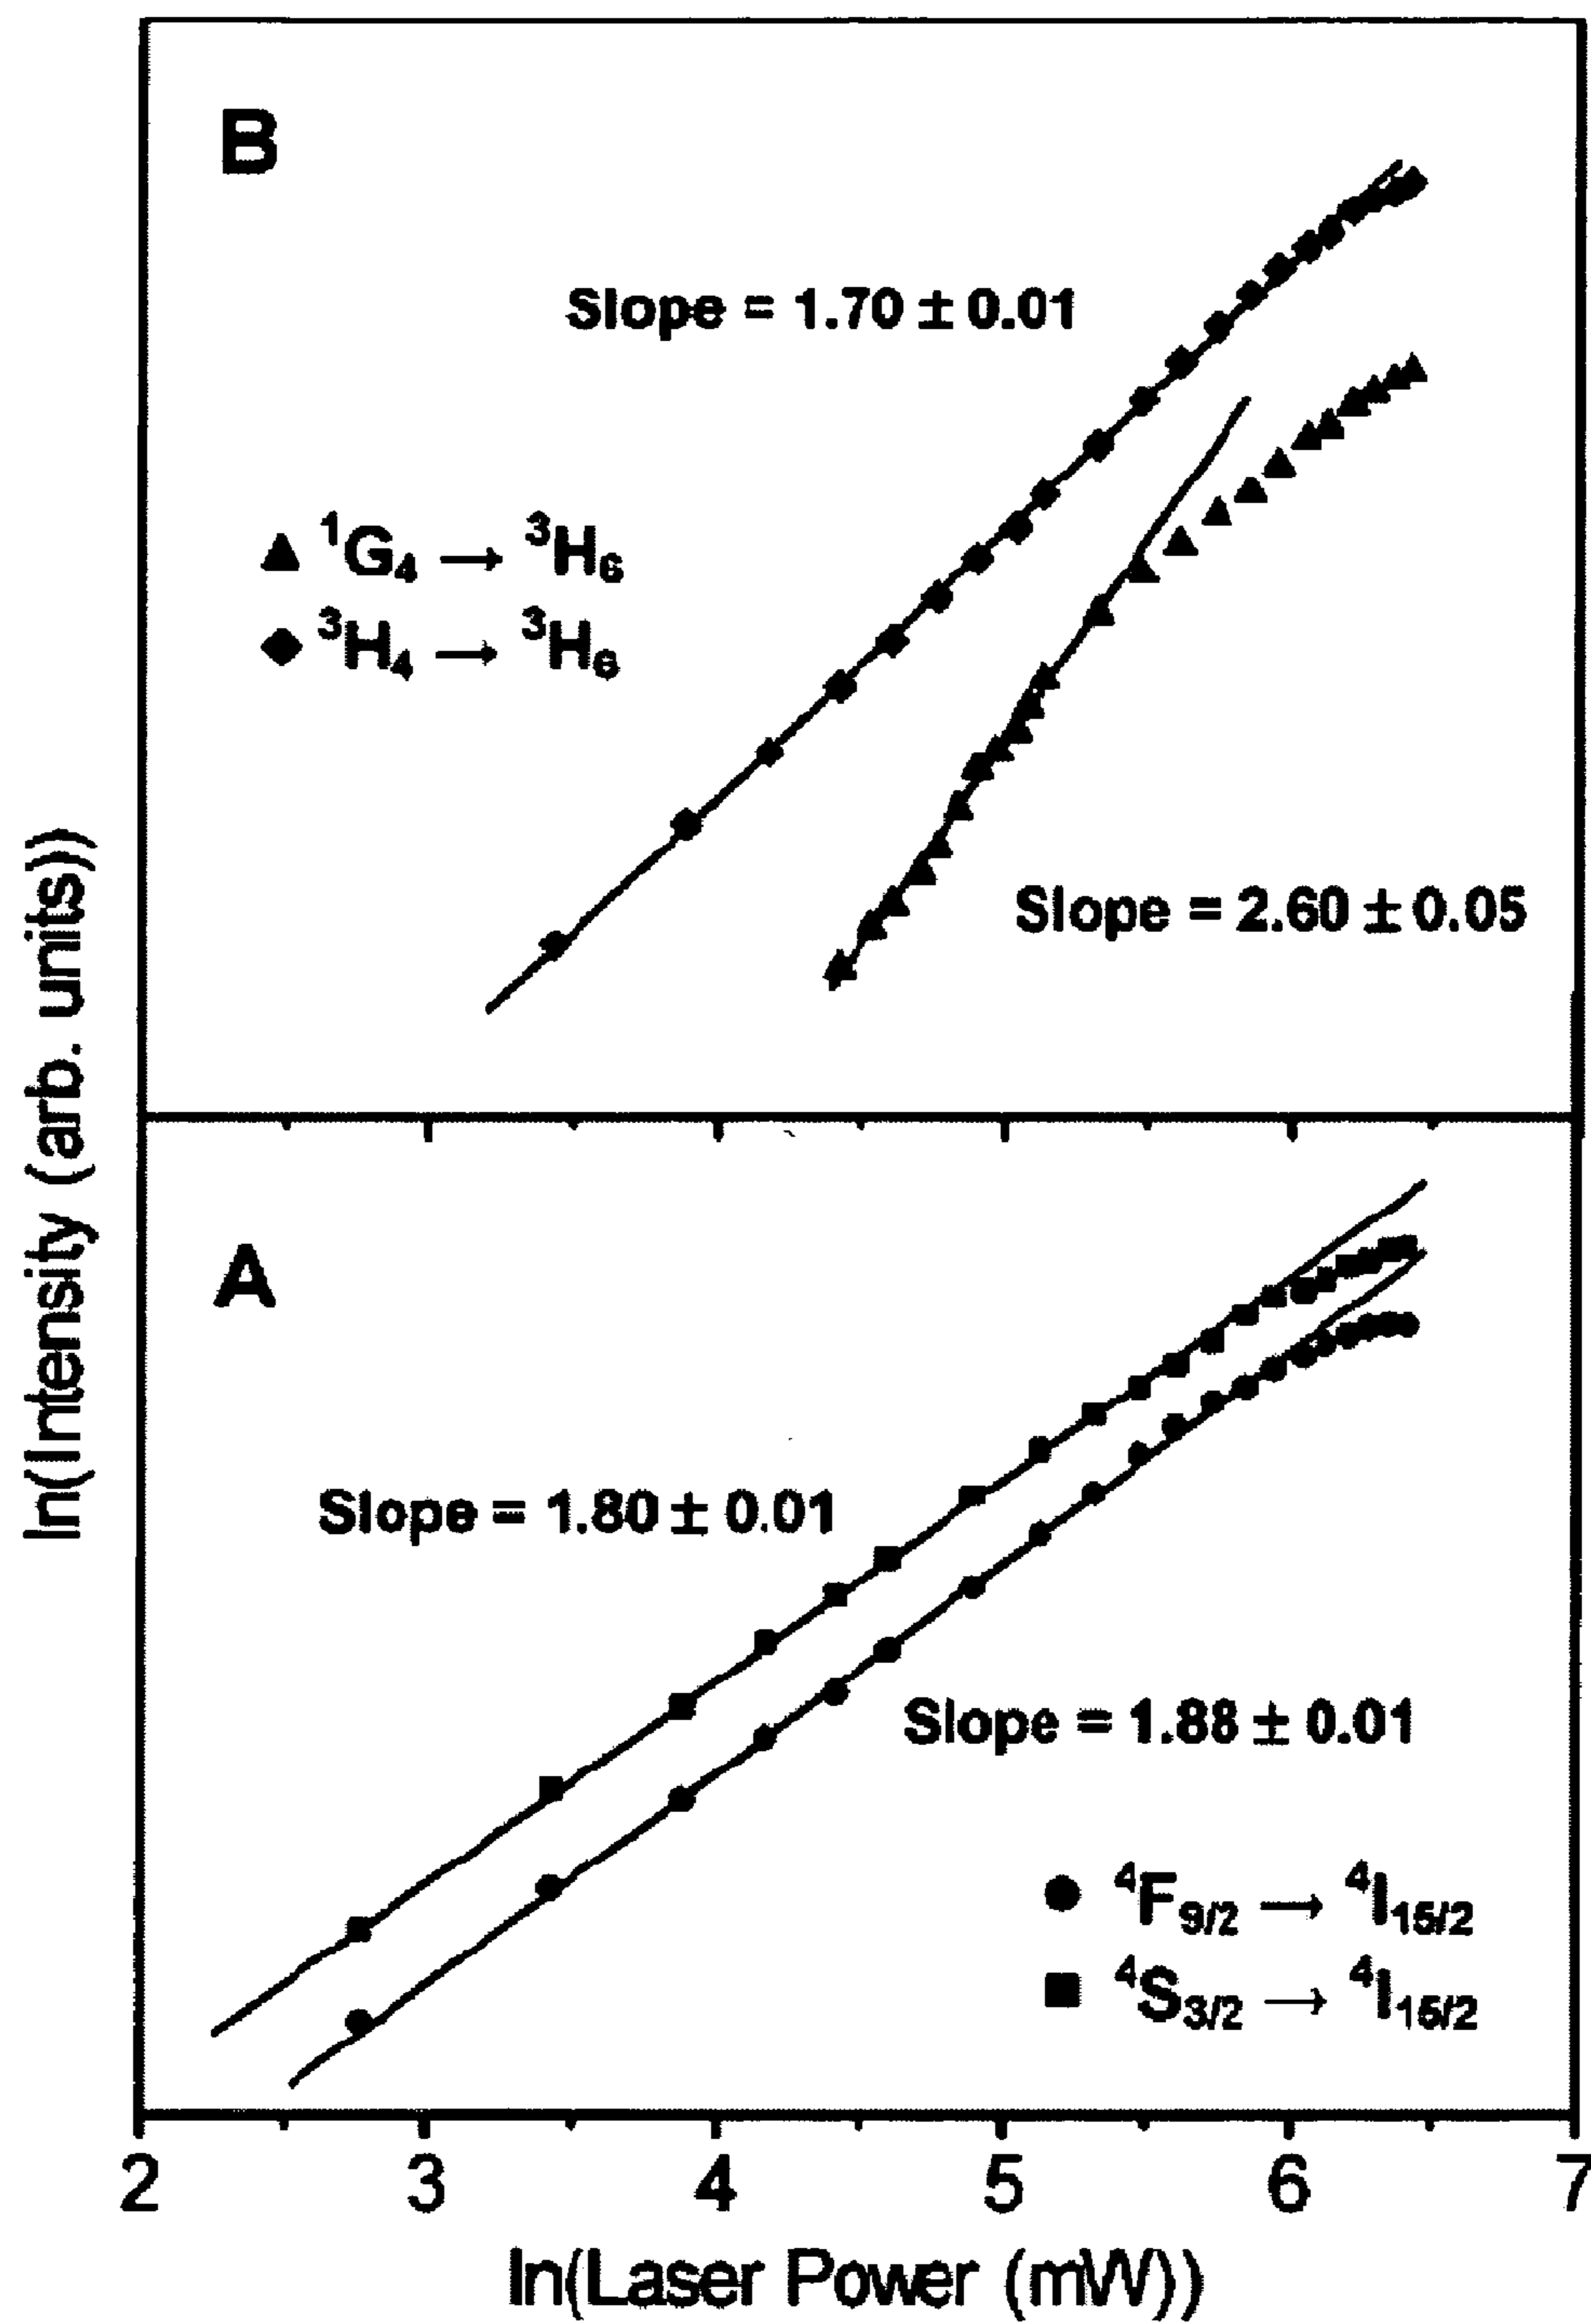 B
Slope = 1.70 ± 0.01
▲ ¹G₄ → ³H₆
◆ ³H₄ → ³H₆
Slope = 2.60 ± 0.05
ln(Intensity (arb. units))
A
Slope = 1.80 ± 0.01
Slope = 1.88 ± 0.01
● ⁴F₉/₂ → ⁴I₁₅/₂
■ ⁴S₃/₂ → ⁴I₁₅/₂
2 3 4 5 6 7
ln(Laser Power (mW))